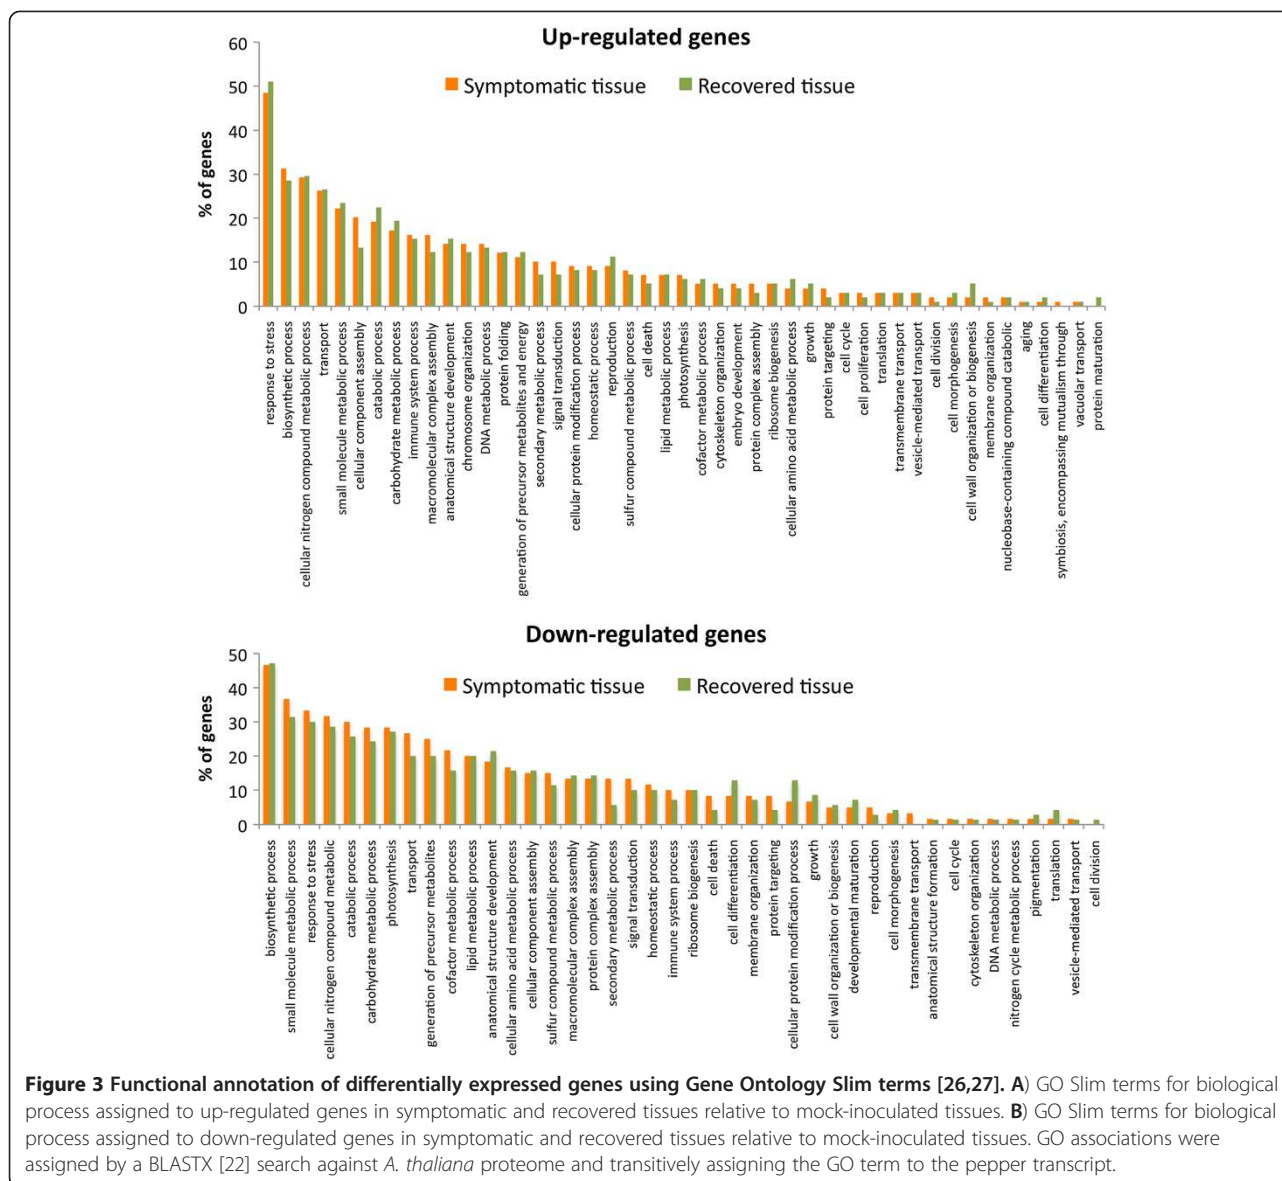 Up-regulated genes
Symptomatic tissue
Recovered tissue
% of genes
60
50
40
30
20
10
0
response to stress
biosynthetic process
cellular nitrogen compound metabolic process
transport
small molecule metabolic process
cellular component assembly
catabolic process
carbohydrate metabolic process
immune system process
macromolecular complex assembly
anatomical structure development
chromosome organization
DNA metabolic process
protein folding
generation of precursor metabolites and energy
secondary metabolic process
signal transduction
cellular protein modification process
homeostatic process
reproduction
sulfur compound metabolic process
cell death
lipid metabolic process
photosynthesis
cofactor metabolic process
cytoskeleton organization
embryo development
protein complex assembly
ribosome biogenesis
cellular amino acid metabolic process
growth
protein targeting
cell cycle
cell proliferation
translation
transmembrane transport
vesicle-mediated transport
cell division
cell morphogenesis
cell wall organization or biogenesis
membrane organization
nucleobase-containing compound catabolic
aging
cell differentiation
symbiosis, encompassing mutualism through
vacuolar transport
protein maturation
Down-regulated genes
Symptomatic tissue
Recovered tissue
% of genes
50
40
30
20
10
0
biosynthetic process
small molecule metabolic process
response to stress
cellular nitrogen compound metabolic
catabolic process
carbohydrate metabolic process
photosynthesis
transport
generation of precursor metabolites
cofactor metabolic process
lipid metabolic process
anatomical structure development
cellular amino acid metabolic process
cellular component assembly
sulfur compound metabolic process
macromolecular complex assembly
protein complex assembly
secondary metabolic process
signal transduction
homeostatic process
immune system process
ribosome biogenesis
cell death
cell differentiation
membrane organization
protein targeting
cellular protein modification process
growth
cell wall organization or biogenesis
developmental maturation
reproduction
cell morphogenesis
transmembrane transport
anatomical structure formation
cell cycle
cytoskeleton organization
DNA metabolic process
nitrogen cycle metabolic process
pigmentation
translation
vesicle-mediated transport
cell division
Figure 3 Functional annotation of differentially expressed genes using Gene Ontology Slim terms [26,27]. A) GO Slim terms for biological
process assigned to up-regulated genes in symptomatic and recovered tissues relative to mock-inoculated tissues. B) GO Slim terms for biological
process assigned to down-regulated genes in symptomatic and recovered tissues relative to mock-inoculated tissues. GO associations were
assigned by a BLASTX [22] search against A. thaliana proteome and transitively assigning the GO term to the pepper transcript.